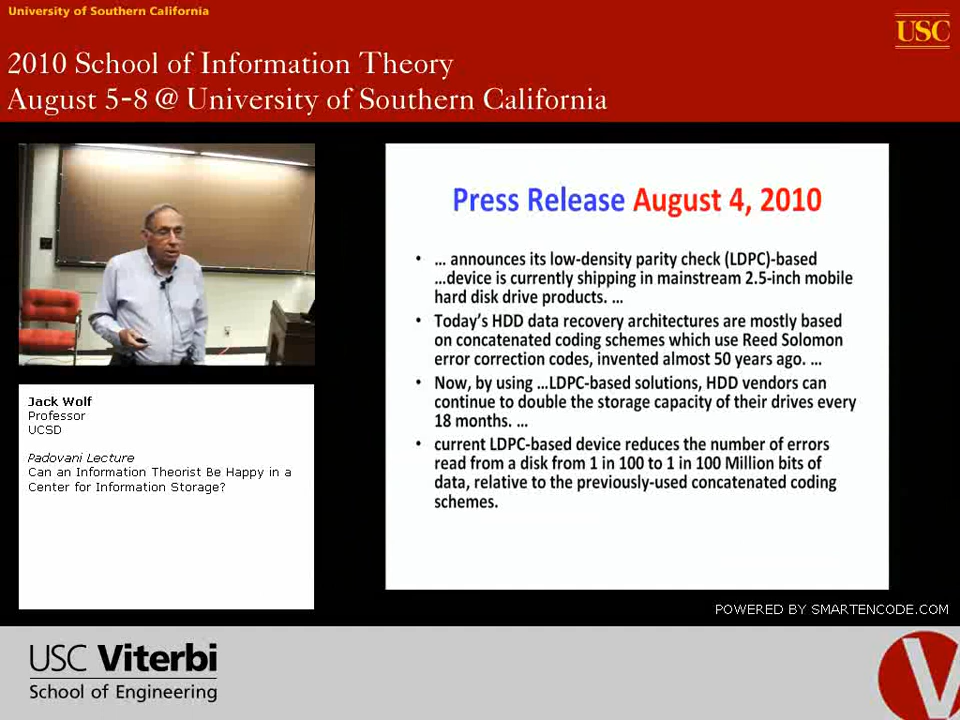 University of Southern California
USC
2010 School of Information Theory
August 5-8 @ University of Southern California
Press Release August 4, 2010
• … announces its low-density parity check (LDPC)-based
…device is currently shipping in mainstream 2.5-inch mobile
hard disk drive products. …
• Today's HDD data recovery architectures are mostly based
on concatenated coding schemes which use Reed Solomon
error correction codes, invented almost 50 years ago. …
• Now, by using …LDPC-based solutions, HDD vendors can
continue to double the storage capacity of their drives every
18 months. …
• current LDPC-based device reduces the number of errors
read from a disk from 1 in 100 to 1 in 100 Million bits of
data, relative to the previously-used concatenated coding
schemes.
Jack Wolf
Professor
UCSD
Padovani Lecture
Can an Information Theorist Be Happy in a
Center for Information Storage?
POWERED BY SMARTENCODE.COM
USC Viterbi
School of Engineering
V